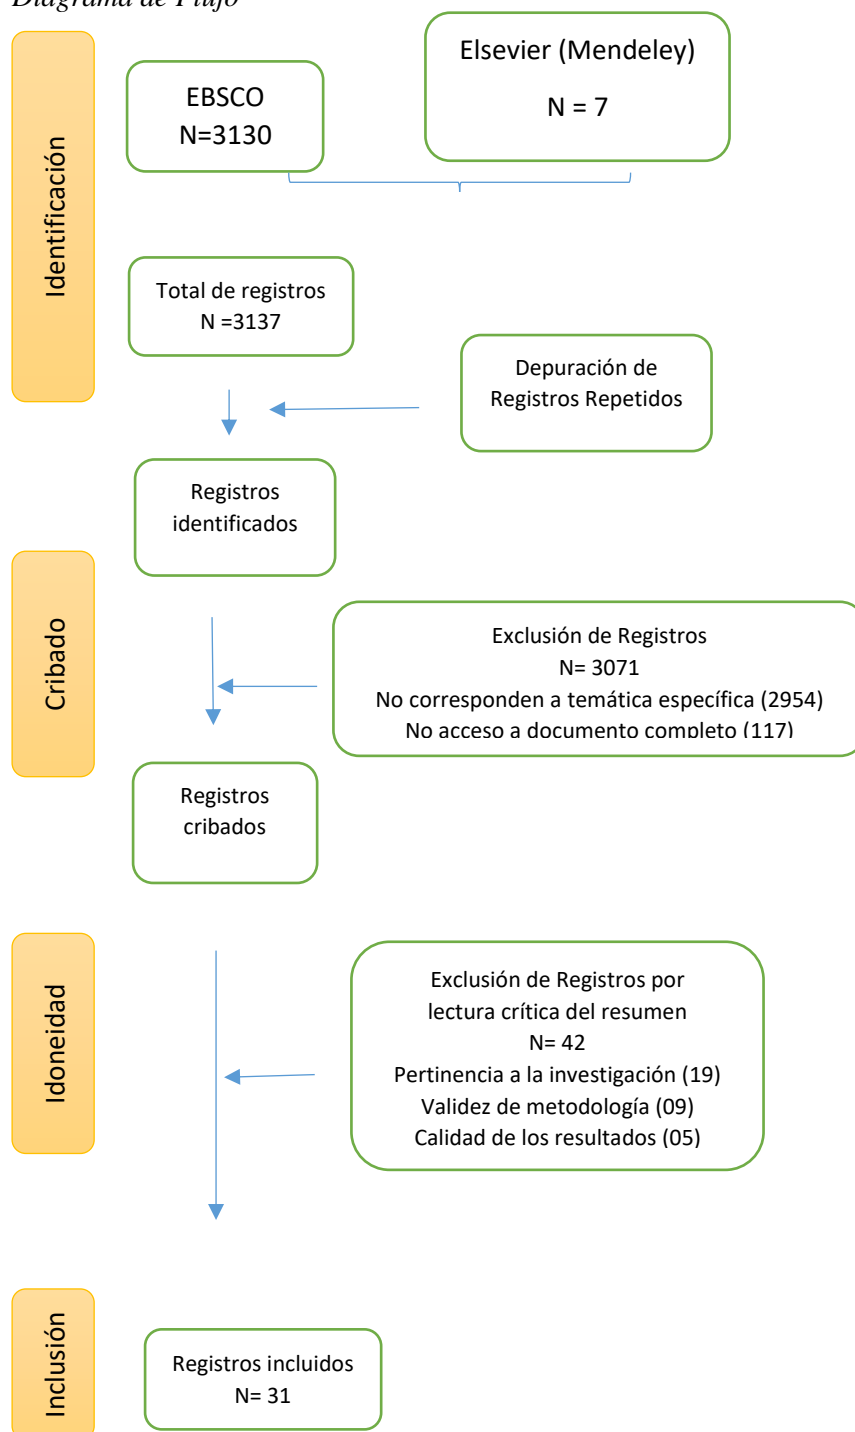 Diagrama de Flujo
Identificación
EBSCO
N=3130
Elsevier (Mendeley)
N = 7
Total de registros
N =3137
Depuración de
Registros Repetidos
Registros
identificados
Cribado
Exclusión de Registros
N= 3071
No corresponden a temática específica (2954)
No acceso a documento completo (117)
Registros
cribados
Idoneidad
Exclusión de Registros por
lectura crítica del resumen
N= 42
Pertinencia a la investigación (19)
Validez de metodología (09)
Calidad de los resultados (05)
Inclusión
Registros incluidos
N= 31